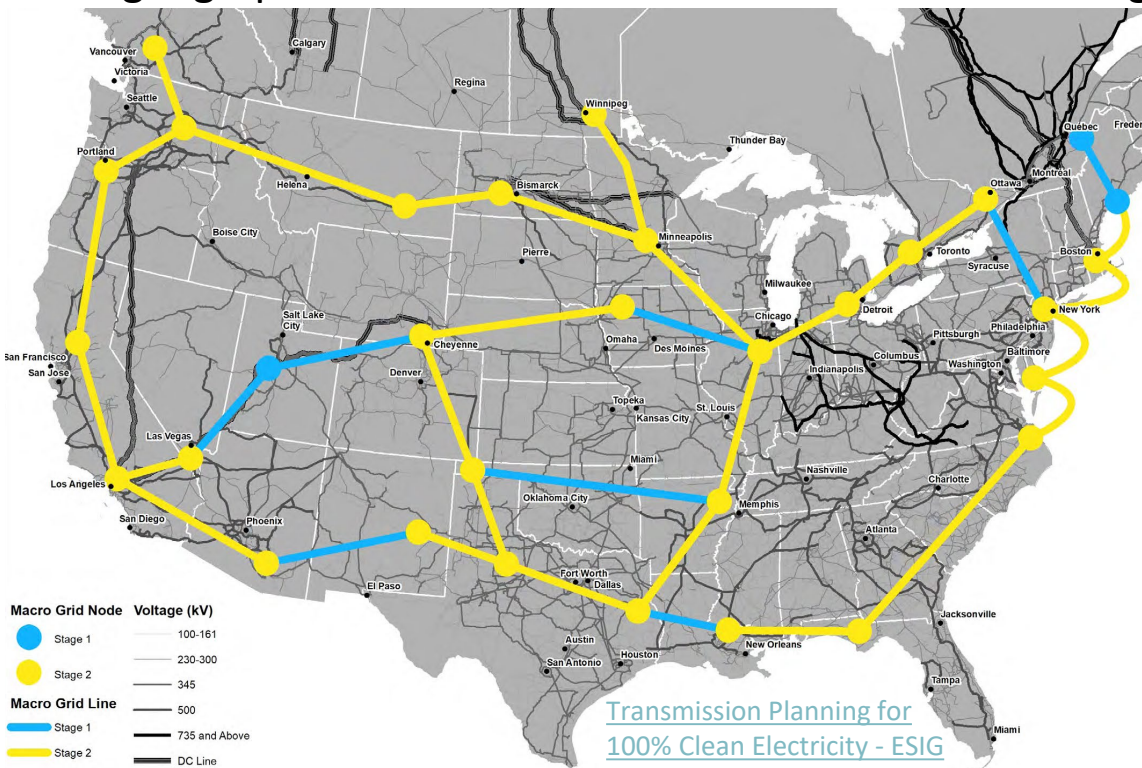 Vancouver
Calgary
Victoria
Seattle
Regina
Winnipeg
Thunder Bay
Québec
Montréal
Ottawa
Portland
Helena
Bismarck
Minneapolis
Toronto
Syracuse
Boston
Boise City
Pierre
Milwaukee
Detroit
New York
Salt Lake
City
Chicago
Philadelphia
Pittsburgh
Baltimore
Cheyenne
Omaha
Des Moines
Columbus
Washington
San Francisco
San Jose
Denver
Indianapolis
Topeka
Kansas City
St. Louis
Las Vegas
Miami
Nashville
Charlotte
Los Angeles
Oklahoma City
Memphis
San Diego
Phoenix
Atlanta
El Paso
Fort Worth
Dallas
Jacksonville
Austin
San Antonio
Houston
New Orleans
Tampa
Miami
Macro Grid Node
Stage 1
Stage 2
Macro Grid Line
Stage 1
Stage 2
Voltage (kV)
100-161
230-300
345
500
735 and Above
DC Line
Transmission Planning for
100% Clean Electricity - ESIG